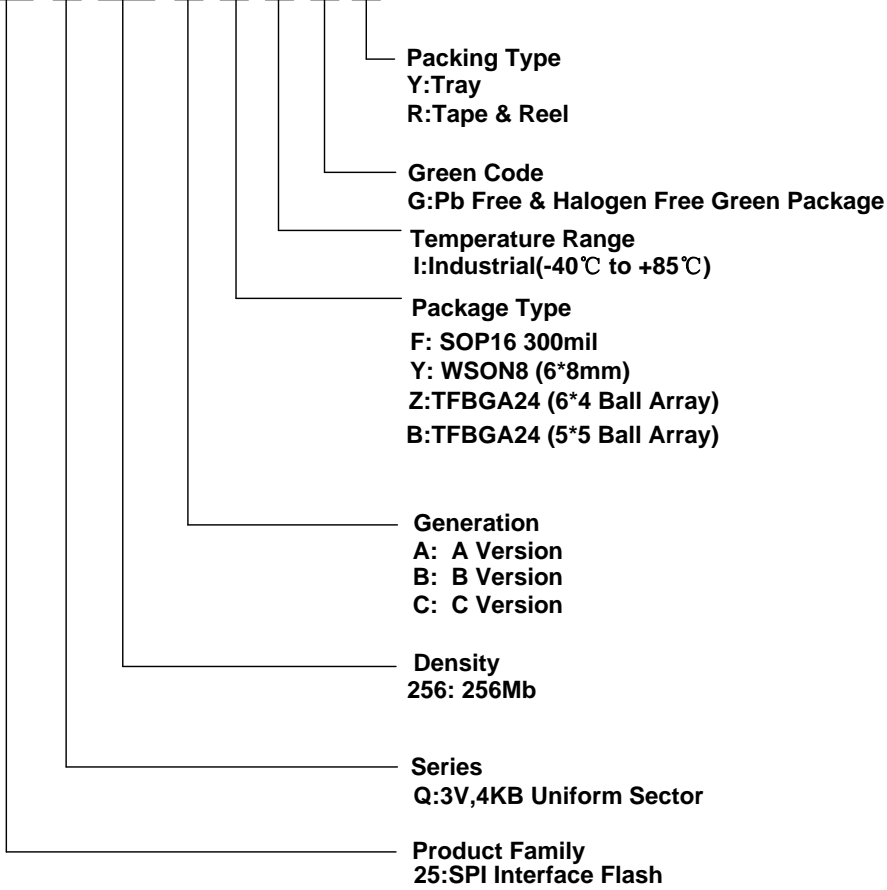 Packing Type
Y:Tray
R:Tape & Reel
Green Code
G:Pb Free & Halogen Free Green Package
Temperature Range
I:Industrial(-40℃ to +85℃)
Package Type
F: SOP16 300mil
Y: WSON8 (6*8mm)
Z:TFBGA24 (6*4 Ball Array)
B:TFBGA24 (5*5 Ball Array)
Generation
A: A Version
B: B Version
C: C Version
Density
256: 256Mb
Series
Q:3V,4KB Uniform Sector
Product Family
25:SPI Interface Flash